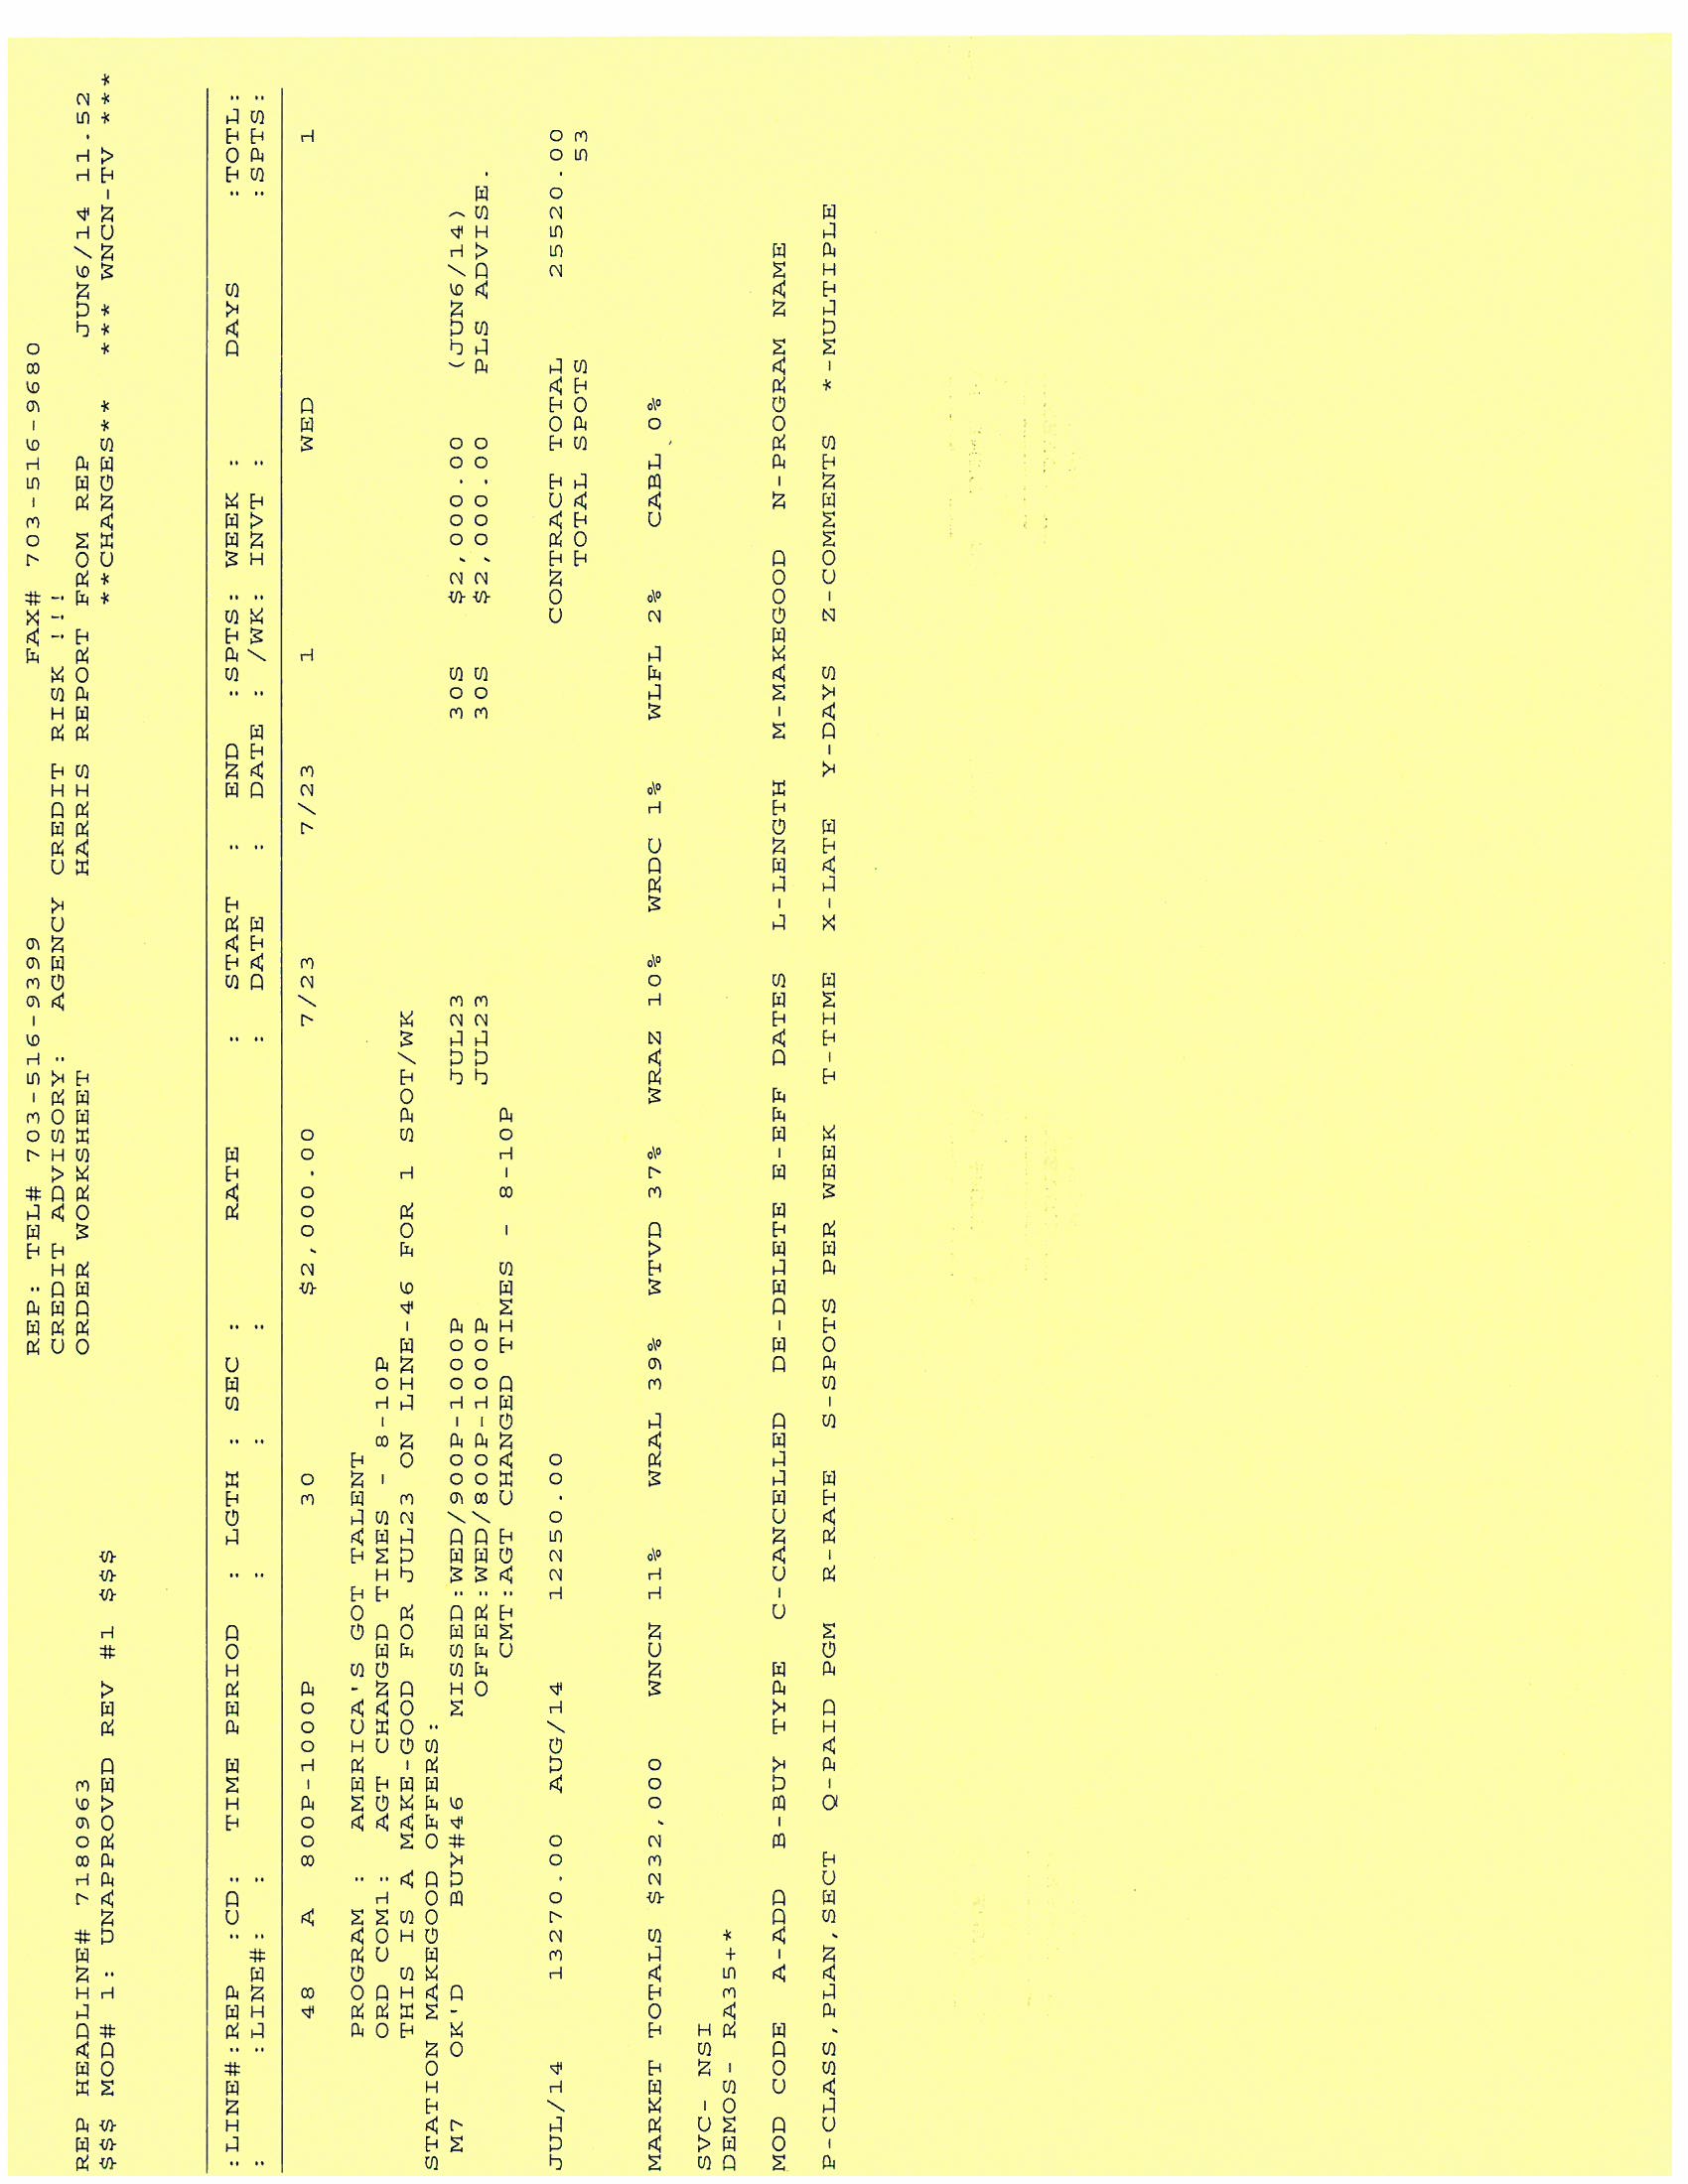 REP: TEL# 703-516-9399 FAX# 703-516-9680
CREDIT ADVISORY: AGENCY CREDIT RISK !!!
REP HEADLINE# 7180963 ORDER WORKSHEET HARRIS REPORT FROM REP JUN6/14 11.52
$$$ MOD# 1: UNAPPROVED REV #1 $$$ **CHANGES** *** WNCN-TV ***
:LINE#:REP :CD: TIME PERIOD : LGTH : SEC : RATE : START : END :SPTS: WEEK : DAYS :TOTL:
: :LINE#: : : : : DATE : DATE : /WK: INVT : :SPTS:
48 A 800P-1000P 30 $2,000.00 7/23 7/23 1 WED 1
PROGRAM : AMERICA'S GOT TALENT
ORD COM1: AGT CHANGED TIMES - 8-10P
THIS IS A MAKE-GOOD FOR JUL23 ON LINE-46 FOR 1 SPOT/WK
STATION MAKEGOOD OFFERS:
M7 OK'D BUY#46 MISSED:WED/900P-1000P JUL23 30S $2,000.00 (JUN6/14)
OFFER:WED/800P-1000P JUL23 30S $2,000.00 PLS ADVISE.
CMT:AGT CHANGED TIMES - 8-10P
JUL/14 13270.00 AUG/14 12250.00 CONTRACT TOTAL 25520.00
TOTAL SPOTS 53
MARKET TOTALS $232,000 WNCN 11% WRAL 39% WTVD 37% WRAZ 10% WRDC 1% WLFL 2% CABL 0%
SVC- NSI
DEMOS- RA35+*
MOD CODE A-ADD B-BUY TYPE C-CANCELLED DE-DELETE E-EFF DATES L-LENGTH M-MAKEGOOD N-PROGRAM NAME
P-CLASS,PLAN,SECT Q-PAID PGM R-RATE S-SPOTS PER WEEK T-TIME X-LATE Y-DAYS Z-COMMENTS *-MULTIPLE